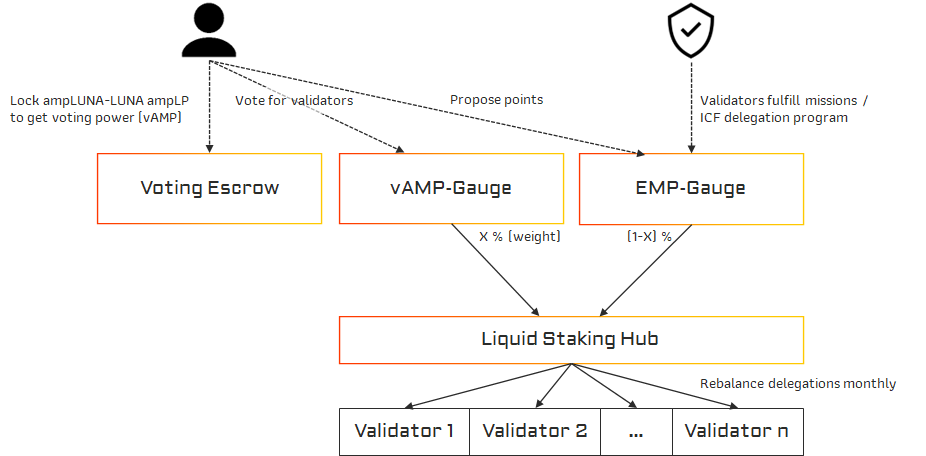 Lock ampLUNA-LUNA ampLP
to get voting power (vAMP)
Vote for validators
Propose points
Validators fulfill missions /
ICF delegation program
Voting Escrow
vAMP-Gauge
EMP-Gauge
X % (weight)
(1-X) %
Liquid Staking Hub
Rebalance delegations monthly
Validator 1
Validator 2
...
Validator n